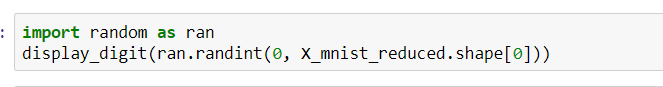 :
import random as ran
display_digit(ran.randint(0, X_mnist_reduced.shape[0]))